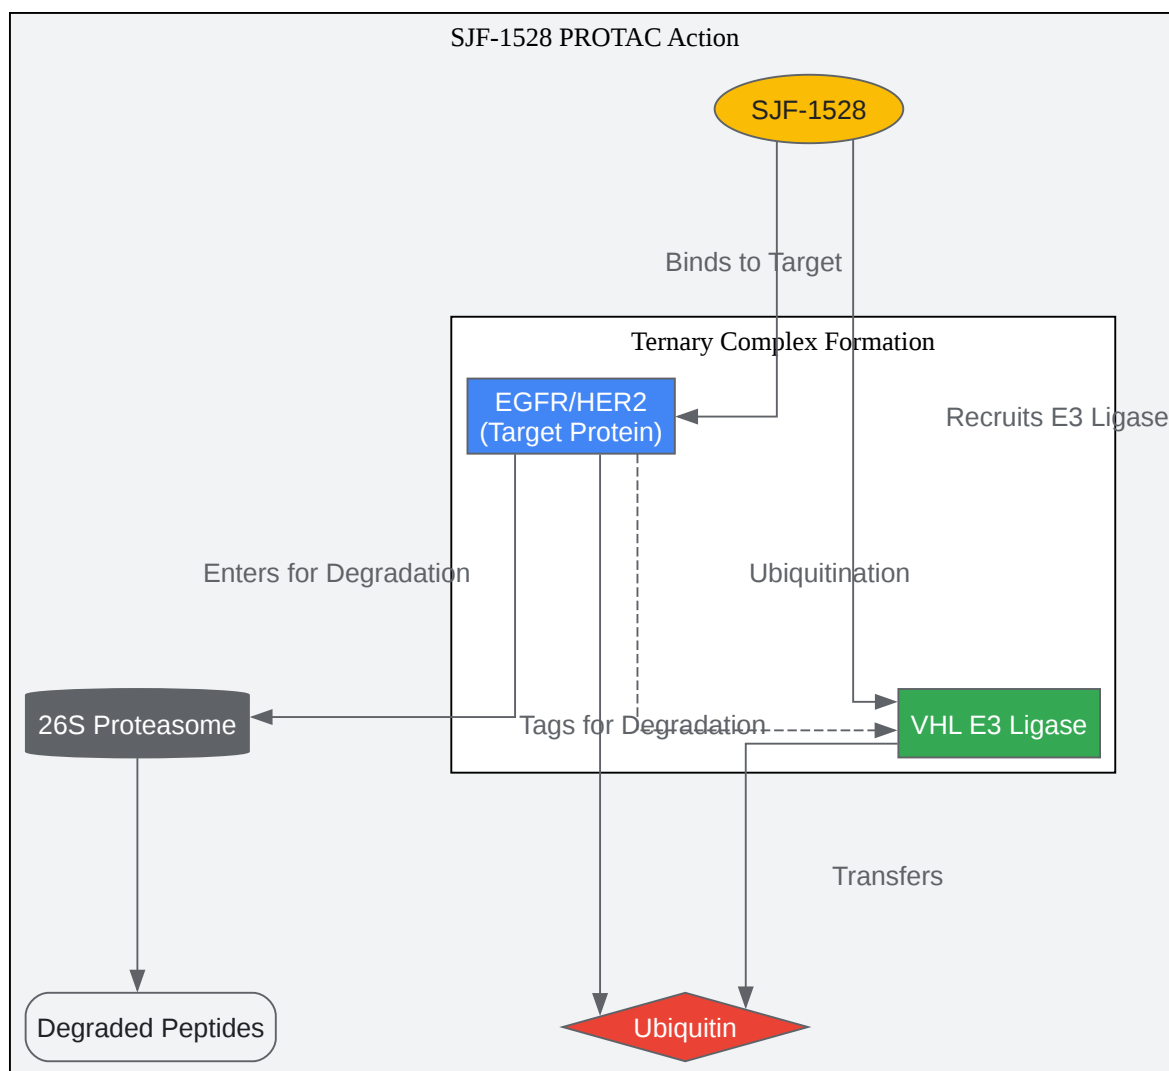 SJF-1528 PROTAC Action
SJF-1528
Binds to Target
Ternary Complex Formation
EGFR/HER2
(Target Protein)
Recruits E3 Ligase
Enters for Degradation
Ubiquitination
26S Proteasome
Tags for Degradation
VHL E3 Ligase
Transfers
Degraded Peptides
Ubiquitin